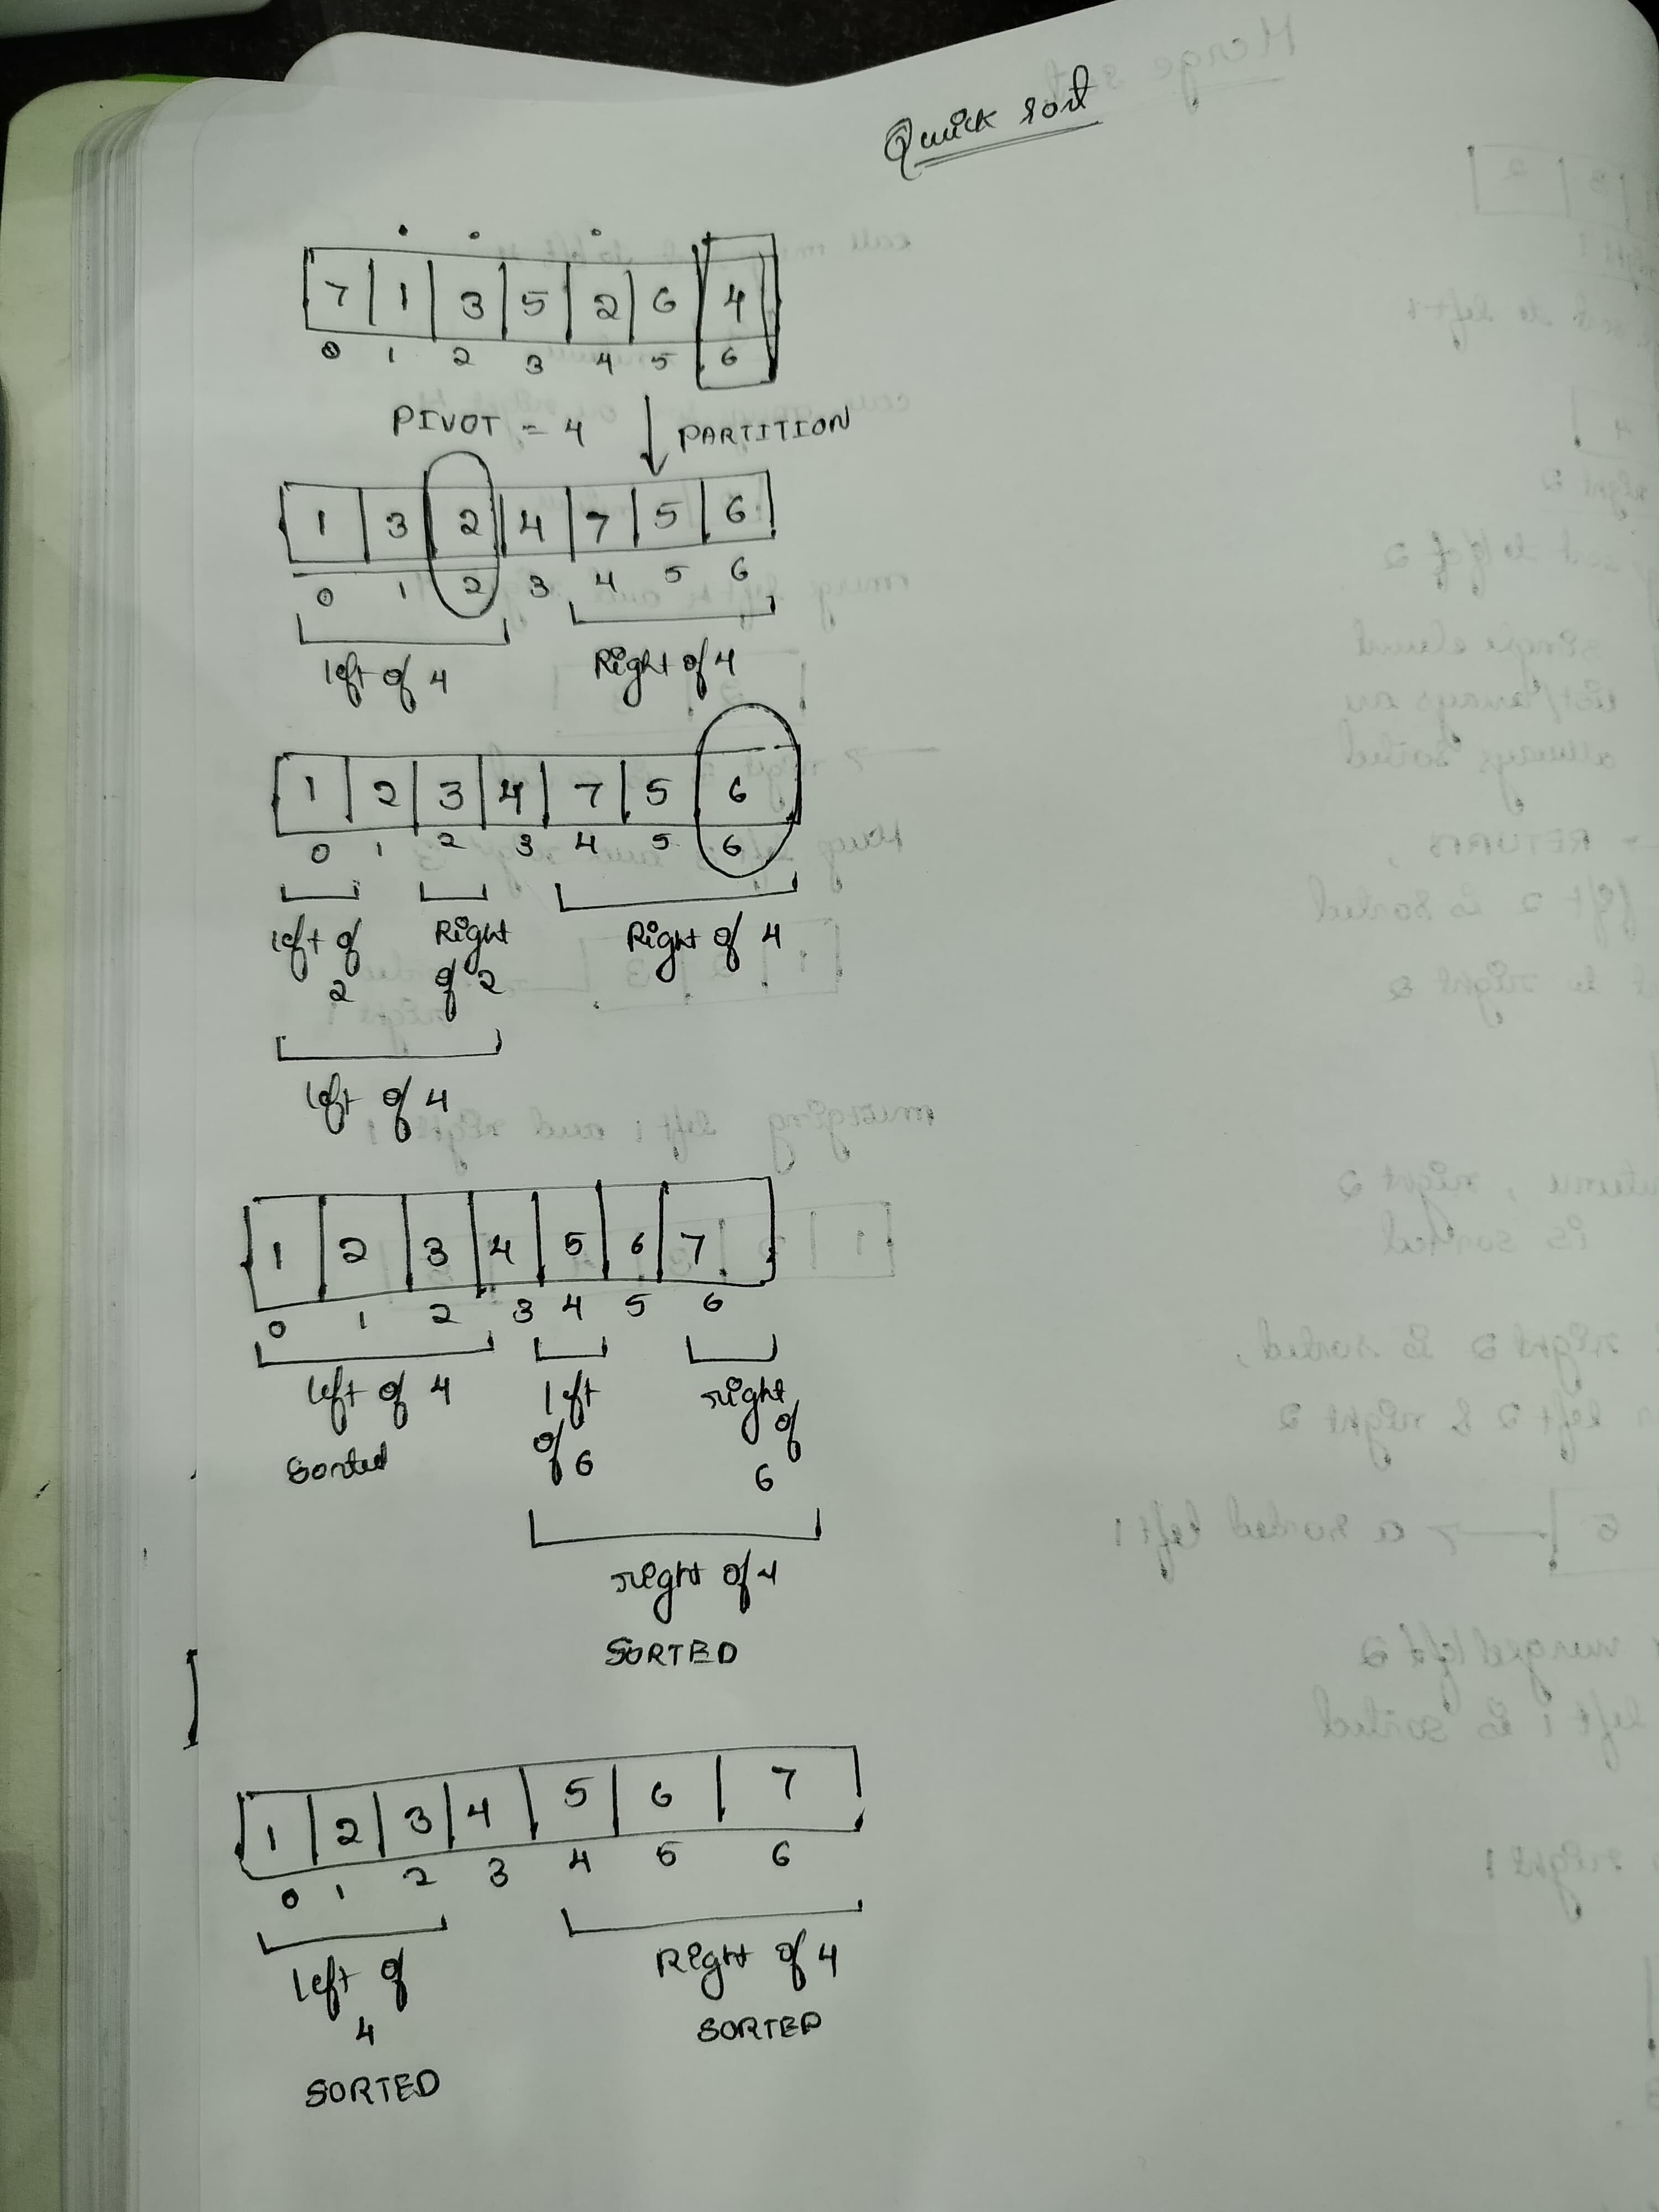 Quick sort
7 1 3 5 2 6 4
0 1 2 3 4 5 6
PIVOT = 4 PARTITION
1 3 2 4 7 5 6
0 1 2 3 4 5 6
left of 4 Right of 4
1 2 3 4 7 5 6
0 1 2 3 4 5 6
left of Right Right of 4
2 of 2
left of 4
1 2 3 4 5 6 7
0 1 2 3 4 5 6
left of 4 left right
Sorted of 6 of
6
right of 4
SORTED
1 2 3 4 5 6 7
0 1 2 3 4 5 6
left of Right of 4
4 SORTED
SORTED